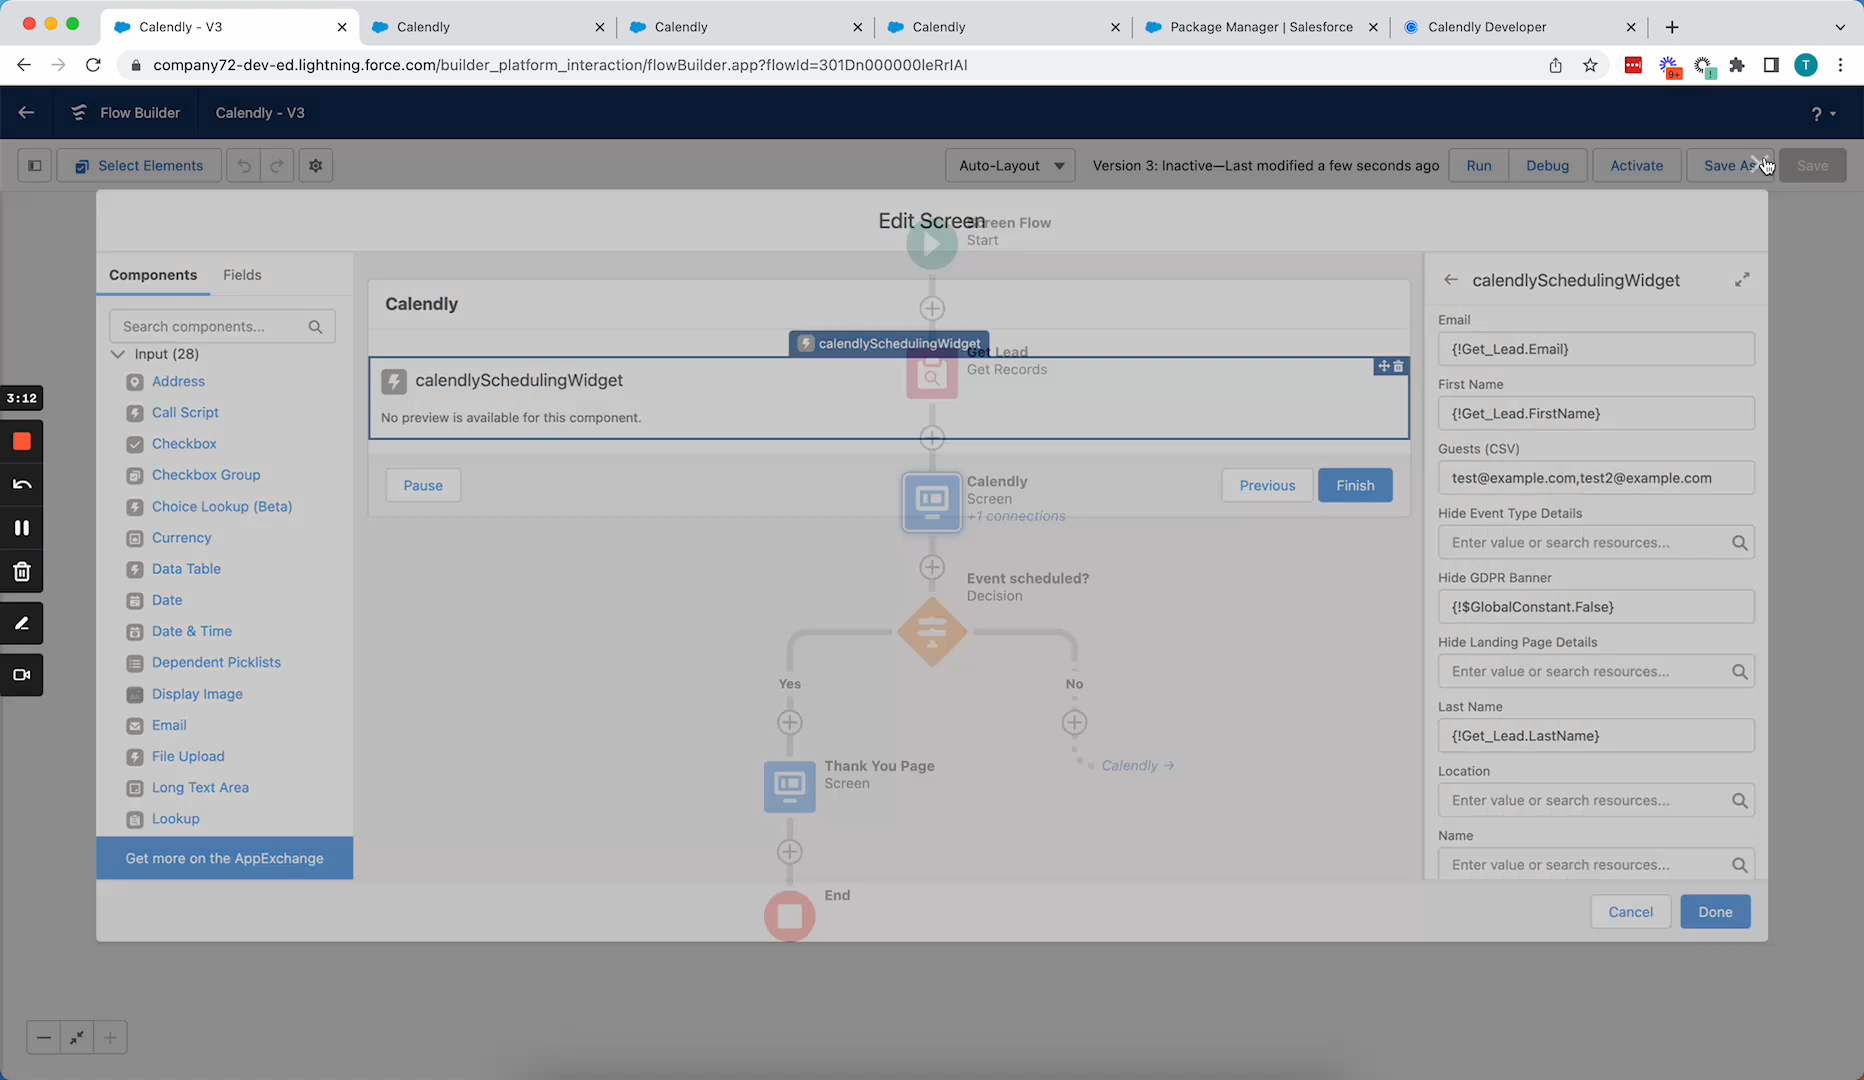 Calendly - V3
Calendly
Calendly
Calendly
Package Manager | Salesforce
Calendly Developer
company72-dev-ed.lightning.force.com/builder_platform_interaction/flowBuilder.app?flowId=301Dn000000IeRrIAI
9+
T
Flow Builder
Calendly - V3
?
Select Elements
Auto-Layout
Version 3: Inactive—Last modified a few seconds ago
Run
Debug
Activate
Save As
Save
Edit Screen
Screen Flow
Start
Components
Fields
Search components...
Input (28)
Address
Call Script
Checkbox
Checkbox Group
Choice Lookup (Beta)
Currency
Data Table
Date
Date & Time
Dependent Picklists
Display Image
Email
File Upload
Long Text Area
Lookup
Get more on the AppExchange
3:12
Calendly
calendlySchedulingWidget
Get Lead
Get Records
calendlySchedulingWidget
No preview is available for this component.
Pause
Previous
Finish
Calendly
Screen
+1 connections
Event scheduled?
Decision
Yes
No
Calendly →
Thank You Page
Screen
End
calendlySchedulingWidget
Email
{!Get_Lead.Email}
First Name
{!Get_Lead.FirstName}
Guests (CSV)
test@example.com,test2@example.com
Hide Event Type Details
Enter value or search resources...
Hide GDPR Banner
{!$GlobalConstant.False}
Hide Landing Page Details
Enter value or search resources...
Last Name
{!Get_Lead.LastName}
Location
Enter value or search resources...
Name
Enter value or search resources...
Cancel
Done